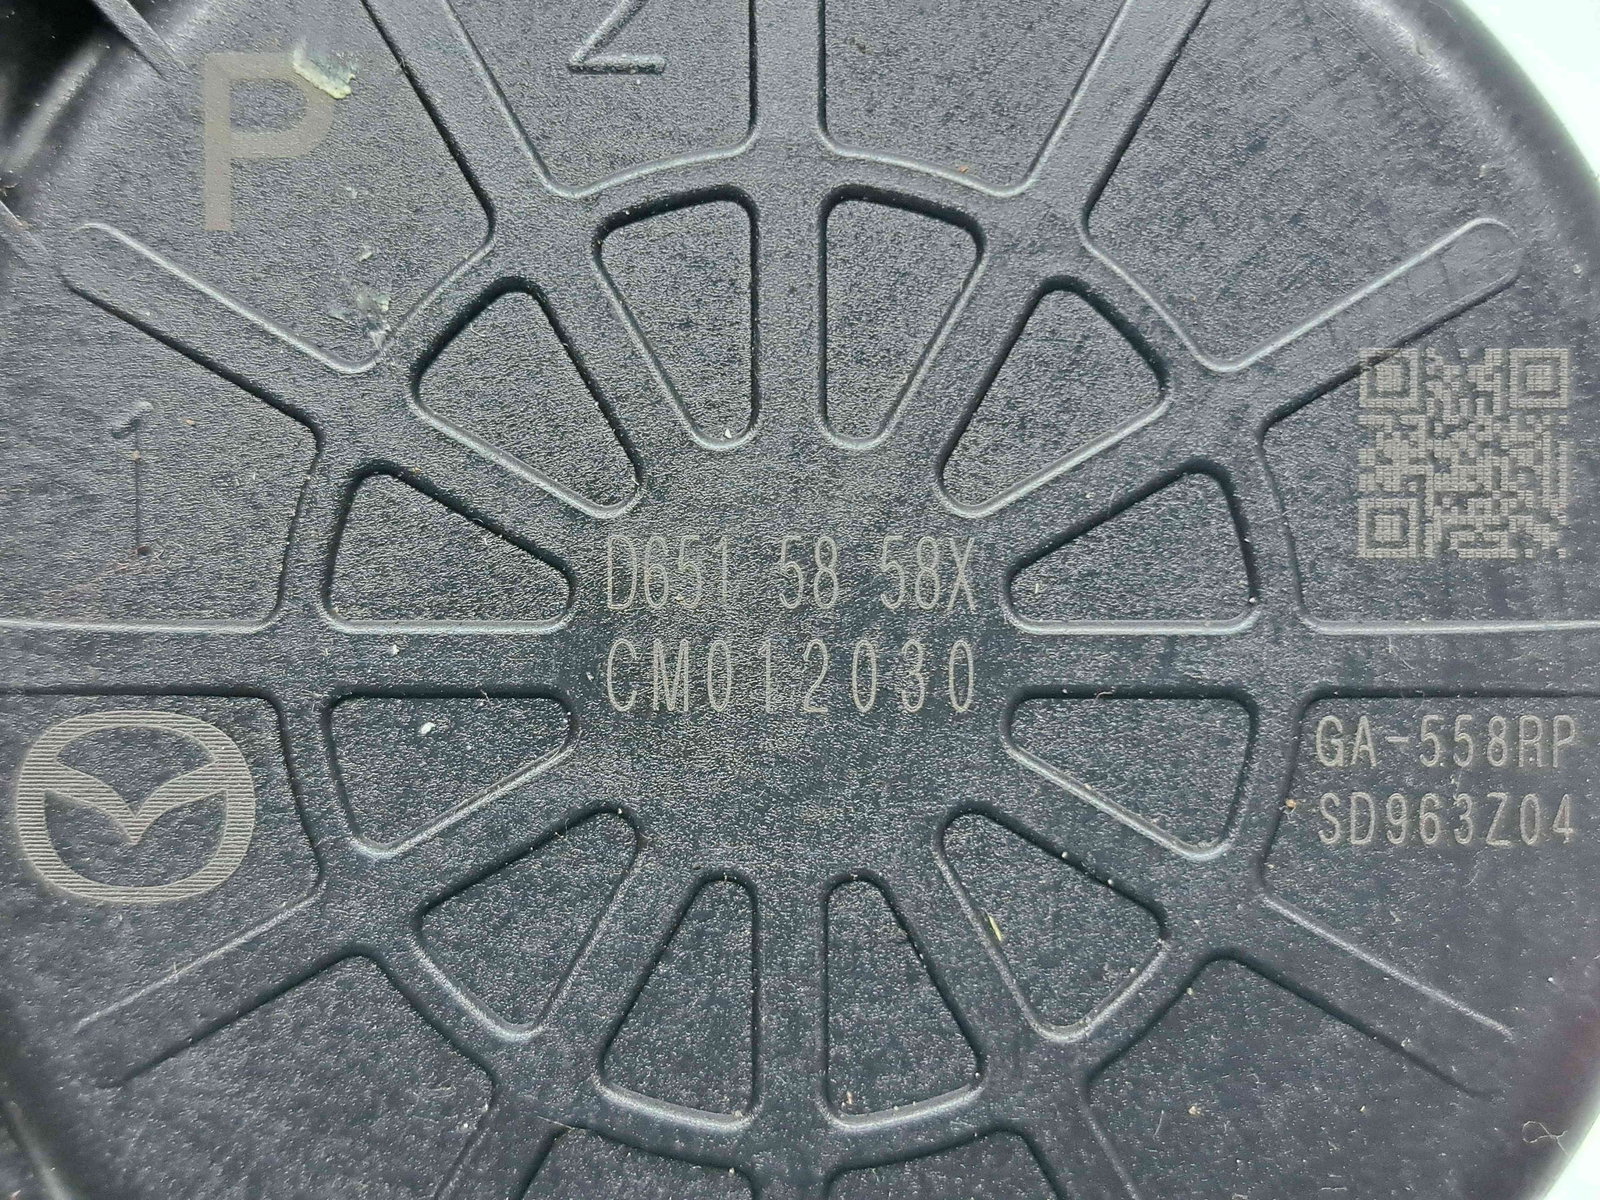 P
2
1
D651 58 58X
CM012030
GA-558RP
SD963Z04